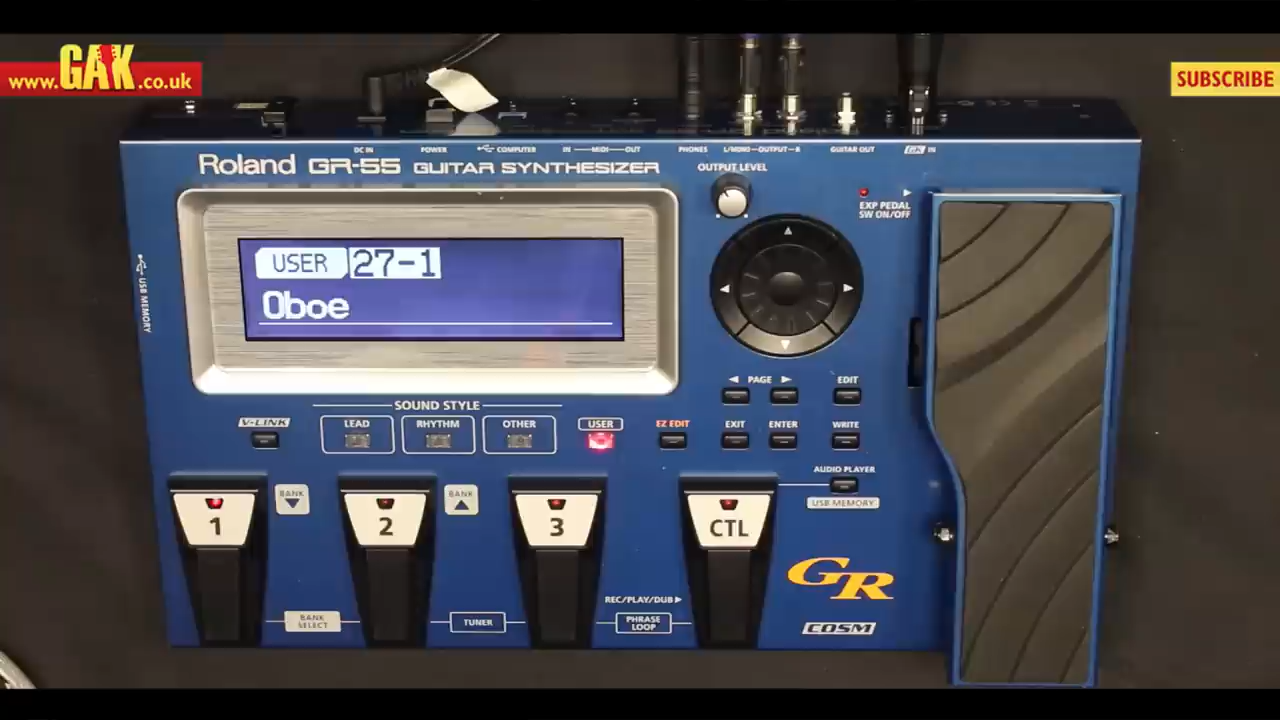 www.GAK.co.uk
SUBSCRIBE
DC IN
POWER
COMPUTER
IN MIDI OUT
PHONES
L/MONO OUTPUT R
GUITAR OUT
GK IN
Roland GR-55 GUITAR SYNTHESIZER
OUTPUT LEVEL
EXP PEDAL
SW ON/OFF
USB MEMORY
USER 27-1
Oboe
PAGE
EDIT
SOUND STYLE
V-LINK
LEAD
RHYTHM
OTHER
USER
EZ EDIT
EXIT
ENTER
WRITE
AUDIO PLAYER
USB MEMORY
BANK
BANK
1
2
3
CTL
GR
REC/PLAY/DUB
BANK
SELECT
TUNER
PHRASE
LOOP
COSM